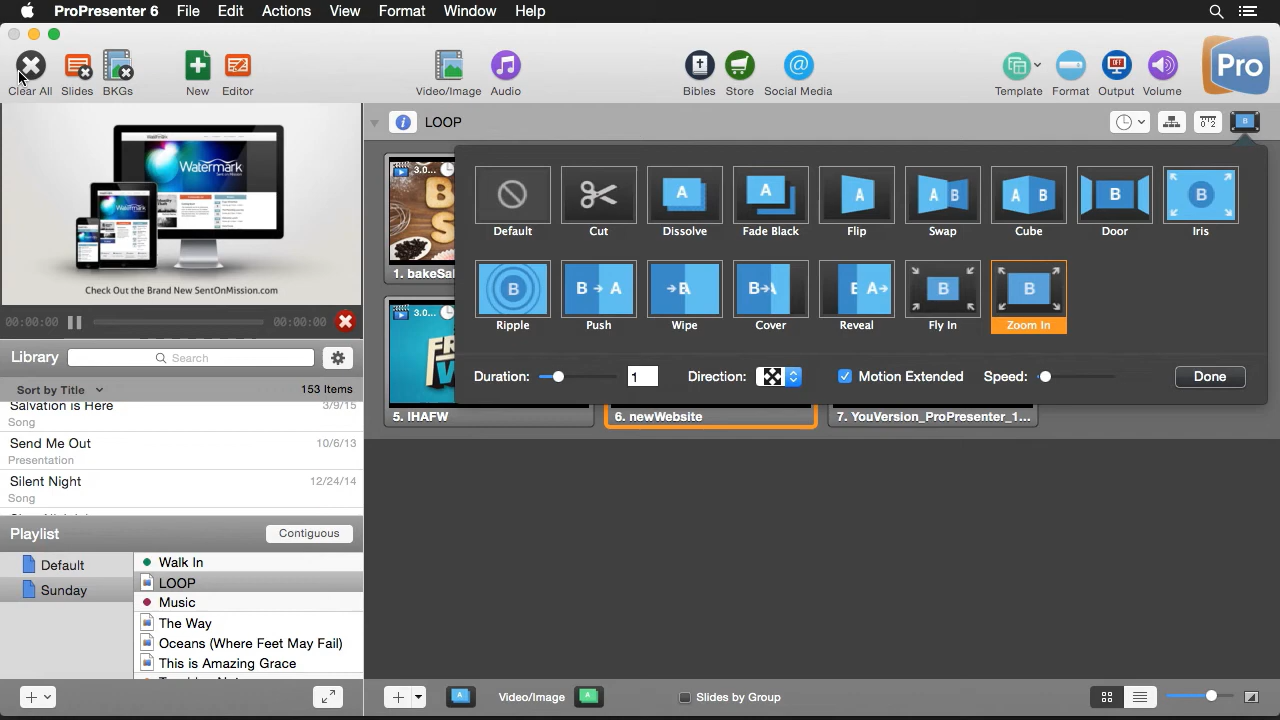 ProPresenter 6 File Edit Actions View Format Window Help
Clear All Slides BKGs New Editor Video/Image Audio Bibles Store Social Media Template Format Output Volume
OFF
Pro
Watermark
Check Out the Brand New SentOnMission.com
00:00:00 00:00:00
Library Search
Sort by Title 153 Items
Salvation is Here 3/9/15
Song
Send Me Out 10/6/13
Presentation
Silent Night 12/24/14
Song
Playlist Contiguous
Default
Sunday
Walk In
LOOP
Music
The Way
Oceans (Where Feet May Fail)
This is Amazing Grace
LOOP
3.0...
1. bakeSal
3.0...
5. IHAFW
6. newWebsite
7. YouVersion_ProPresenter_1...
Default Cut Dissolve Fade Black Flip Swap Cube Door Iris
Ripple Push Wipe Cover Reveal Fly In Zoom In
Duration: 1 Direction: Motion Extended Speed: Done
Video/Image Slides by Group